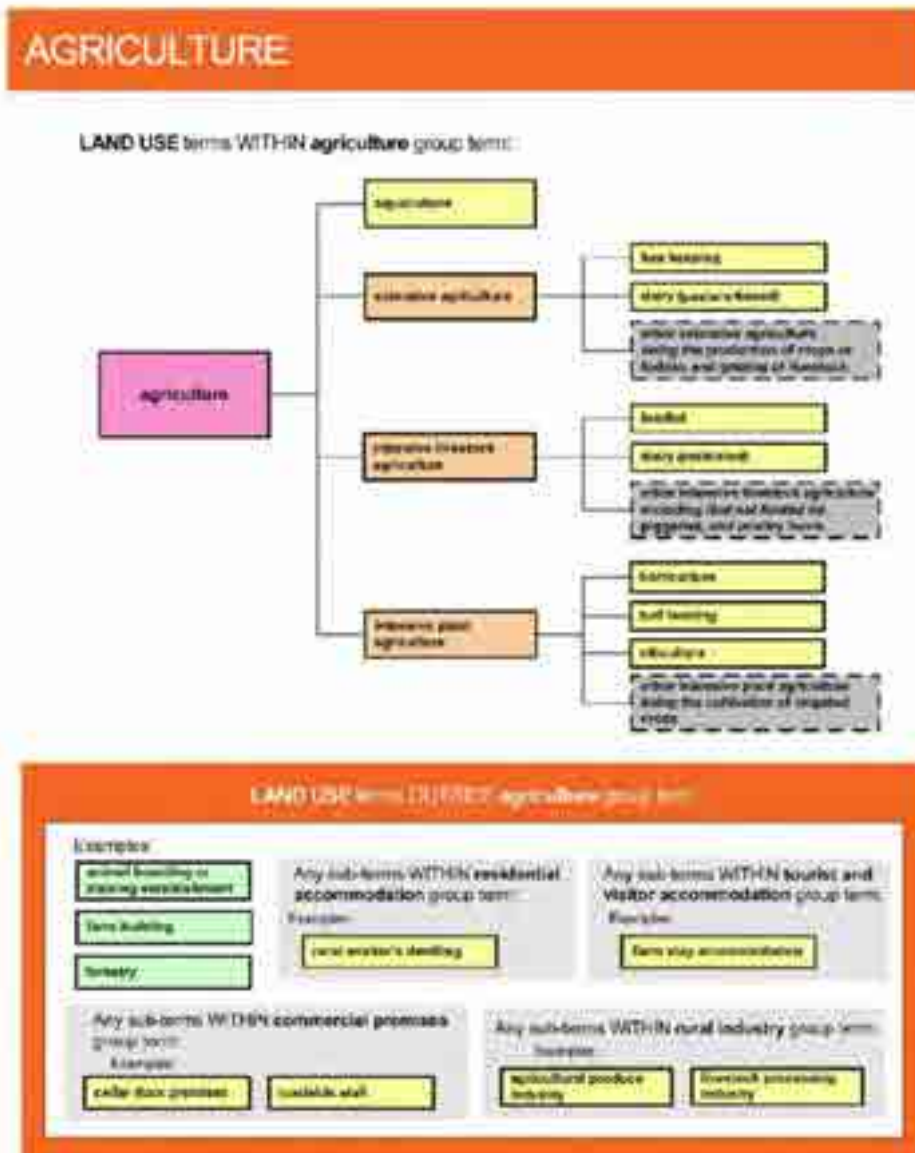 AGRICULTURE
LAND USE terms WITHIN agriculture group term:
aquaculture
extensive agriculture
bee keeping
dairy (pasture-based)
other extensive agriculture
being the production of crops or
fodder and grazing of livestock
agriculture
intensive livestock
agriculture
feedlot
dairy (restricted)
other intensive livestock agriculture
including (but not limited to)
piggeries, and poultry farms
intensive plant
agriculture
horticulture
turf farming
viticulture
other intensive plant agriculture
being the cultivation of irrigated
crops
LAND USE terms OUTSIDE agriculture group term
Examples
animal boarding or
training establishment
farm building
forestry
Any sub-terms WITHIN residential
accommodation group term:
Examples:
rural worker's dwelling
Any sub-terms WITHIN tourist and
visitor accommodation group term:
Examples:
farm stay accommodation
Any sub-terms WITHIN commercial premises
group term:
Examples:
cellar door premises
roadside stall
Any sub-terms WITHIN rural industry group term:
Examples:
agricultural produce
industry
livestock processing
industry